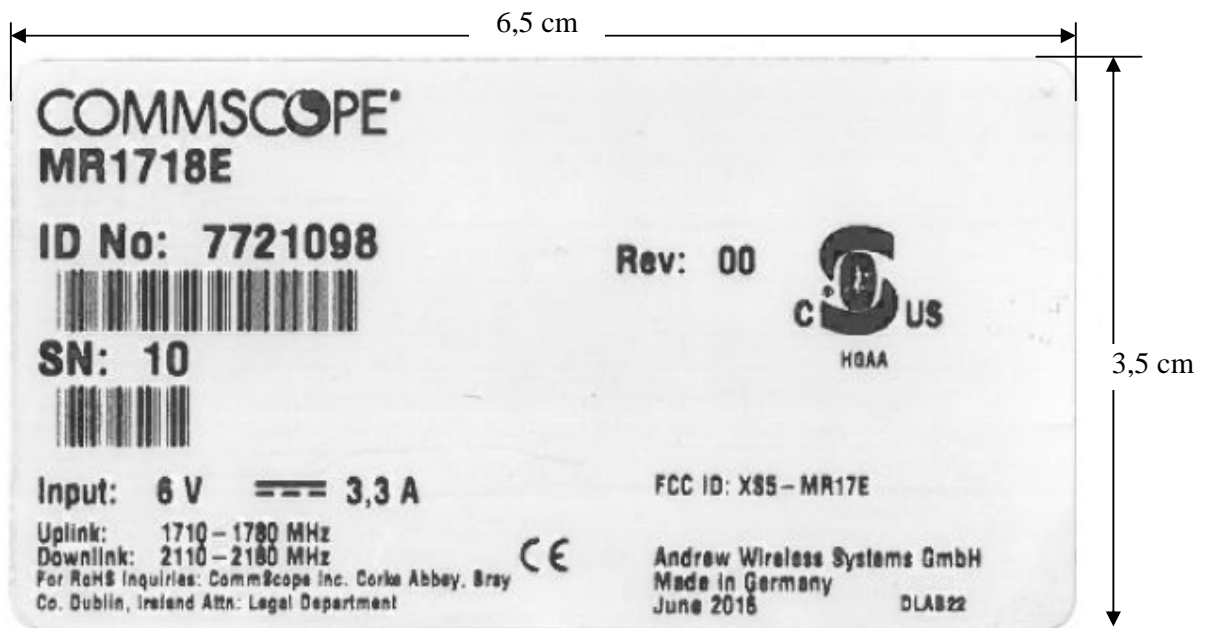 6,5 cm
COMMSCOPE
MR1718E
ID No: 7721098
Rev: 00
C US
HGAA
SN: 10
3,5 cm
Input: 6 V 3,3 A
FCC ID: XS5-MR17E
Uplink: 1710 – 1780 MHz
Downlink: 2110 – 2180 MHz
CE
For RoHS Inquiries: CommScope Inc. Corke Abbey, Bray
Co. Dublin, Ireland Attn: Legal Department
Andrew Wireless Systems GmbH
Made in Germany
June
DLAB22